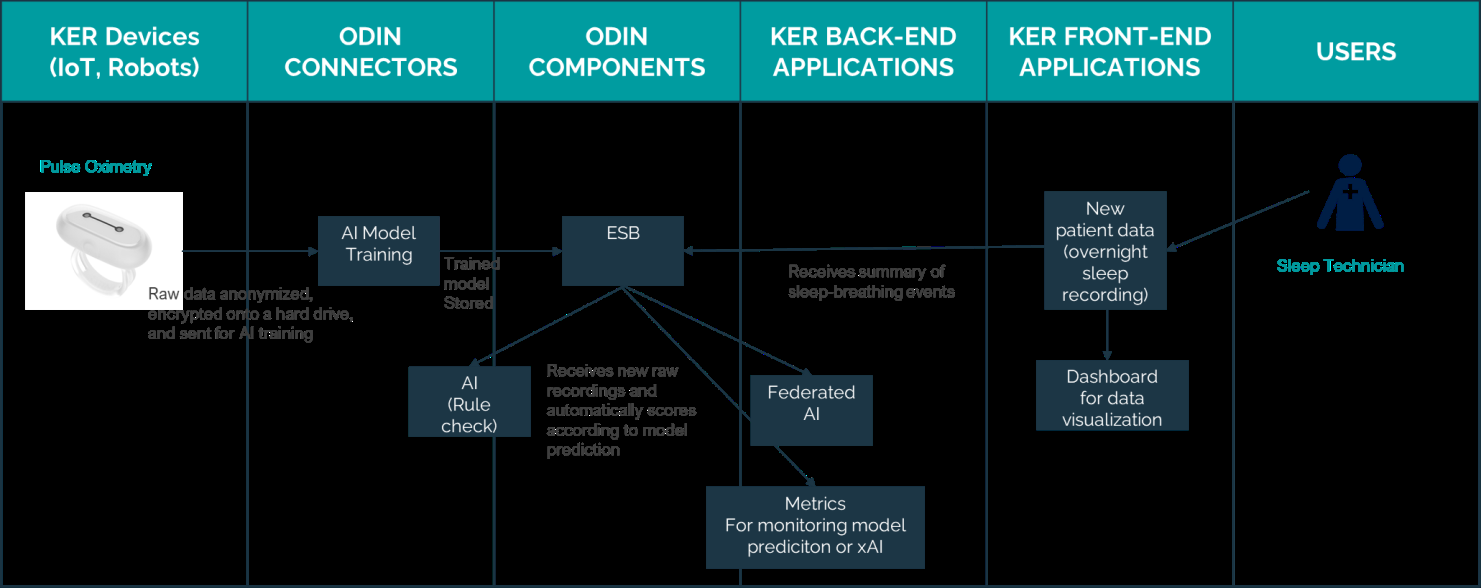 KER Devices
(IoT, Robots)
ODIN
CONNECTORS
ODIN
COMPONENTS
KER BACK-END
APPLICATIONS
KER FRONT-END
APPLICATIONS
USERS
Pulse Oximetry
Raw data anonymized,
encrypted onto a hard drive,
and sent for AI training
AI Model
Training
Trained
model
Stored
ESB
AI
(Rule
check)
Receives new raw
recordings and
automatically scores
according to model
prediction
Receives summary of
sleep-breathing events
Federated
AI
Metrics
For monitoring model
prediciton or xAI
New
patient data
(overnight
sleep
recording)
Dashboard
for data
visualization
Sleep Technician